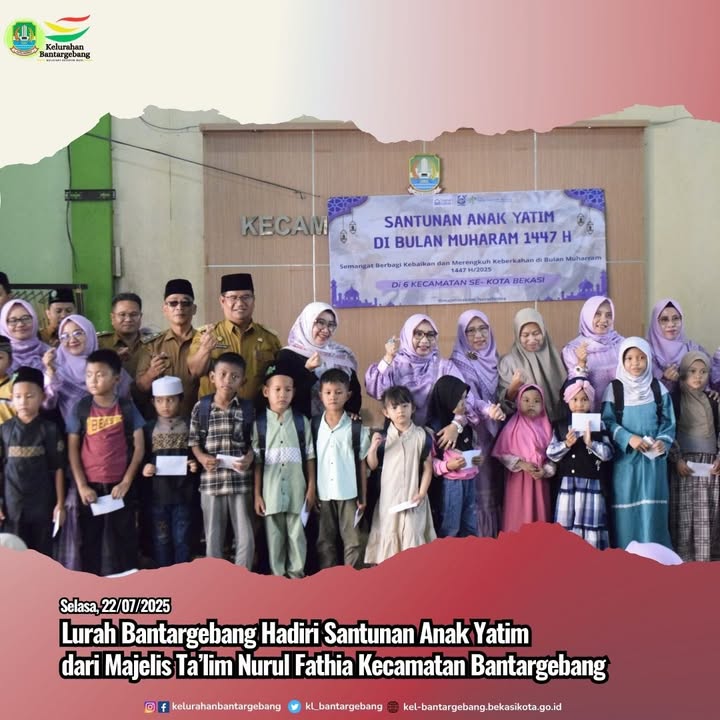 Kelurahan
Bantargebang
KECAM
SANTUNAN ANAK YATIM
DI BULAN MUHARAM 1447 H
Semangat Berbagi Kebaikan dan Merengkuh Keberkahan di Bulan Muharram
1447 H/2025
Di 6 KECAMATAN SE- KOTA BEKASI
Selasa, 22/07/2025
Lurah Bantargebang Hadiri Santunan Anak Yatim
dari Majelis Ta'lim Nurul Fathia Kecamatan Bantargebang
kelurahanbantargebang kl_bantargebang kel-bantargebang.bekasikota.go.id